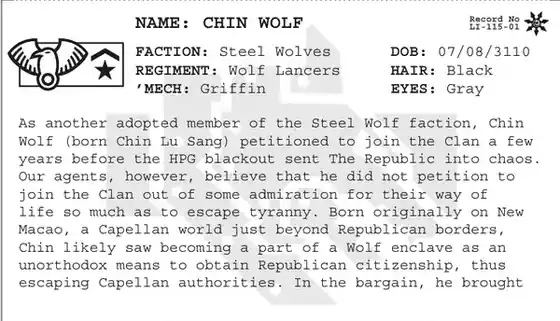 NAME: CHIN WOLF
Record No
LI-115-01
FACTION: Steel Wolves
DOB: 07/08/3110
REGIMENT: Wolf Lancers
HAIR: Black
’MECH: Griffin
EYES: Gray
As another adopted member of the Steel Wolf faction, Chin
Wolf (born Chin Lu Sang) petitioned to join the Clan a few
years before the HPG blackout sent The Republic into chaos.
Our agents, however, believe that he did not petition to
join the Clan out of some admiration for their way of
life so much as to escape tyranny. Born originally on New
Macao, a Capellan world just beyond Republican borders,
Chin likely saw becoming a part of a Wolf enclave as an
unorthodox means to obtain Republican citizenship, thus
escaping Capellan authorities. In the bargain, he brought